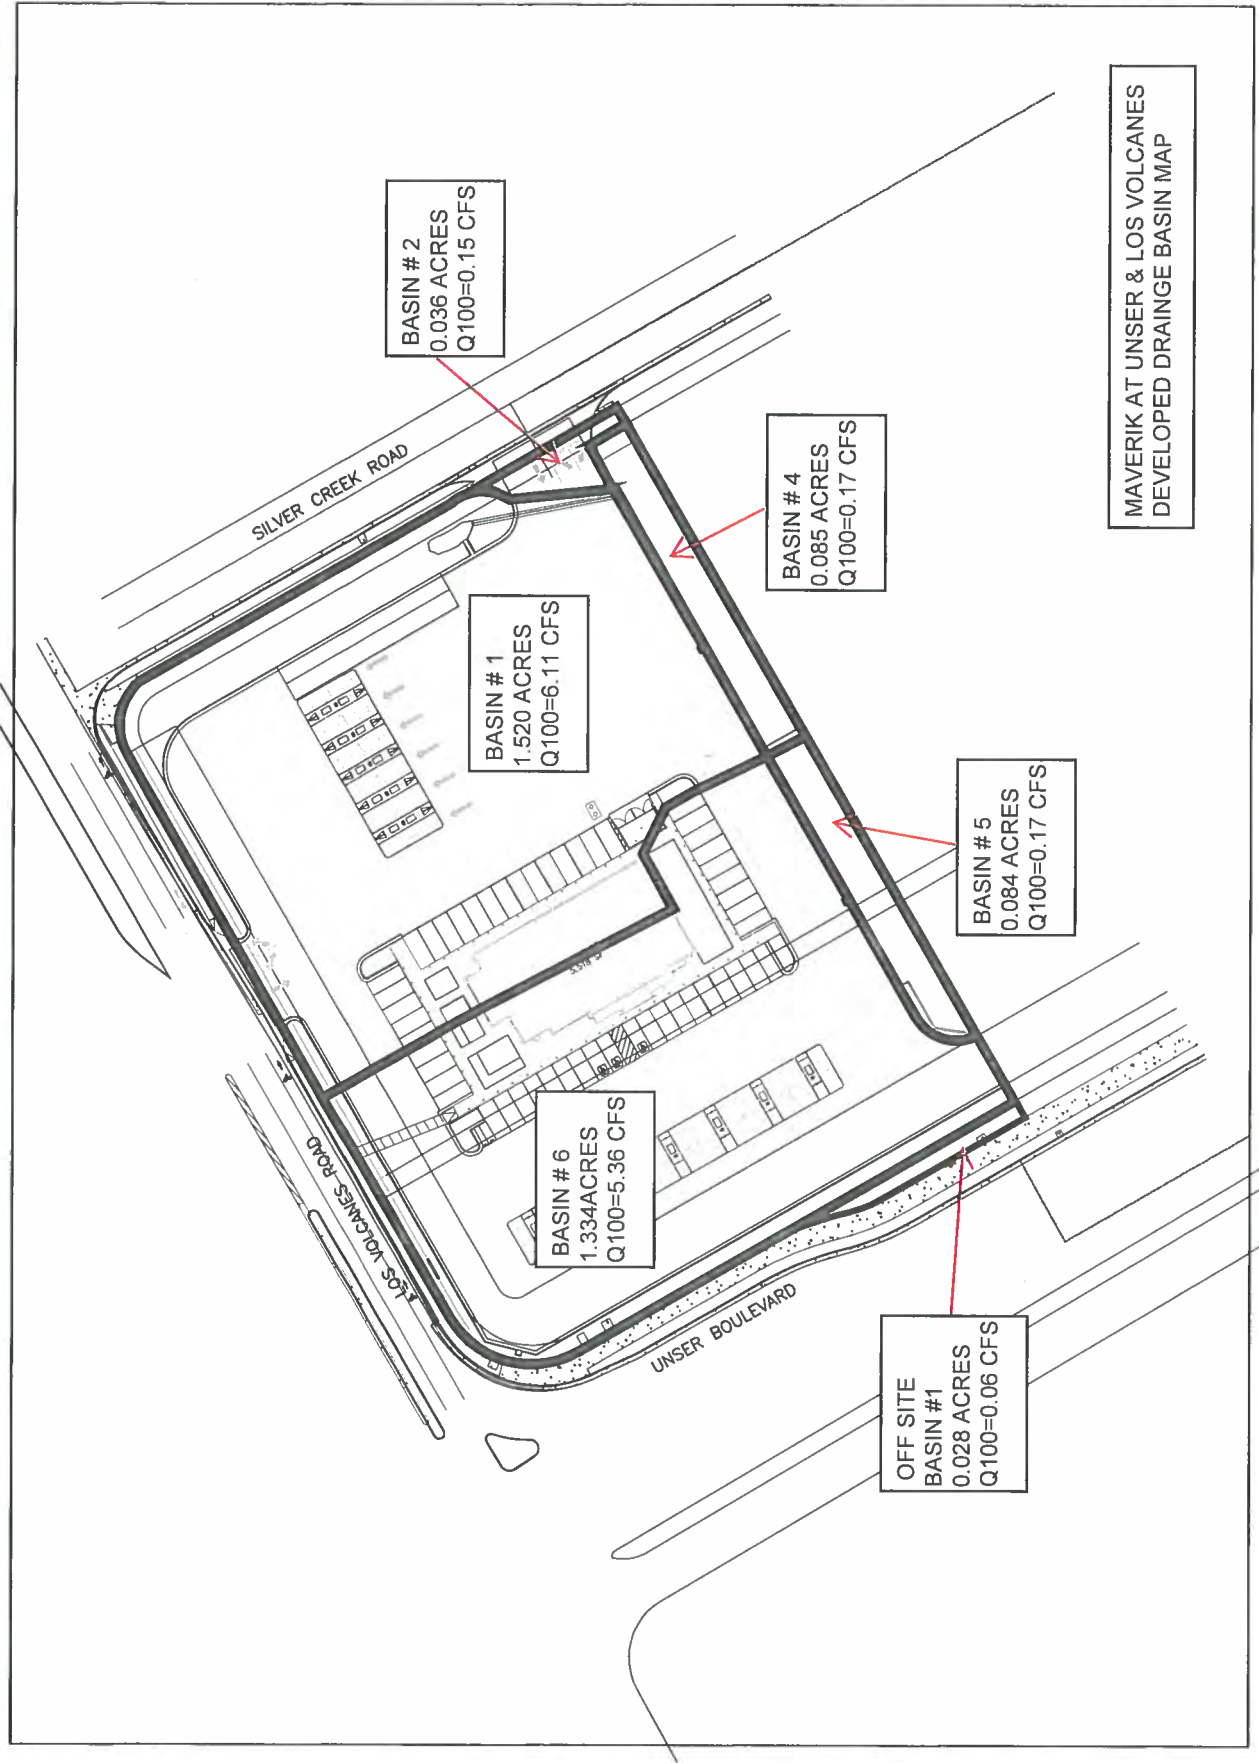 BASIN # 2
0.036 ACRES
Q100=0.15 CFS
SILVER CREEK ROAD
BASIN # 4
0.085 ACRES
Q100=0.17 CFS
BASIN # 1
1.520 ACRES
Q100=6.11 CFS
BASIN # 5
0.084 ACRES
Q100=0.17 CFS
BASIN # 6
1.334ACRES
Q100=5.36 CFS
LOS VOLCANES ROAD
UNSER BOULEVARD
OFF SITE
BASIN #1
0.028 ACRES
Q100=0.06 CFS
MAVERIK AT UNSER & LOS VOLCANES
DEVELOPED DRAINGE BASIN MAP